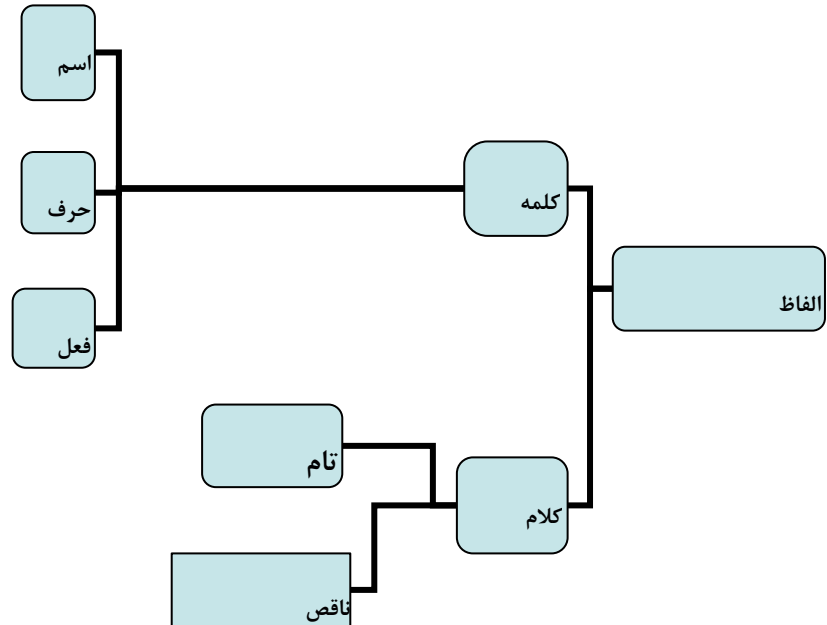 الفاظ
کلمه
اسم
حرف
فعل
کلام
تام
ناقص